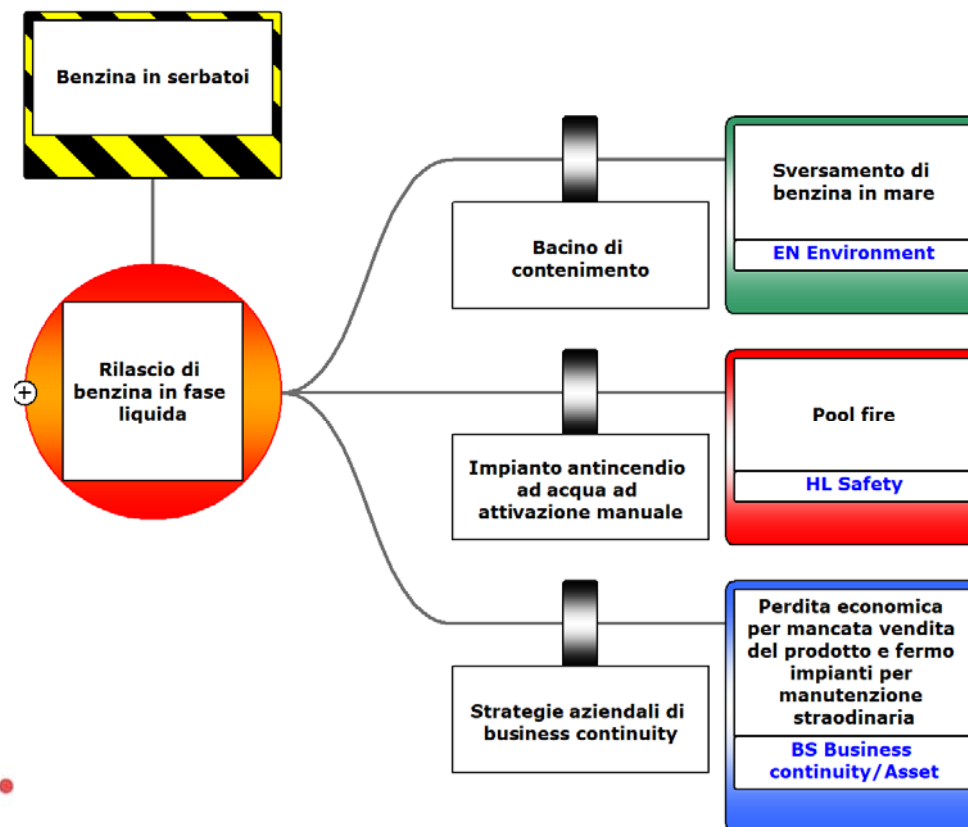 Benzina in serbatoi
Rilascio di
benzina in fase
liquida
Bacino di
contenimento
Sversamento di
benzina in mare
EN Environment
Impianto antincendio
ad acqua ad
attivazione manuale
Pool fire
HL Safety
Strategie aziendali di
business continuity
Perdita economica
per mancata vendita
del prodotto e fermo
impianti per
manutenzione
straodinaria
BS Business
continuity/Asset